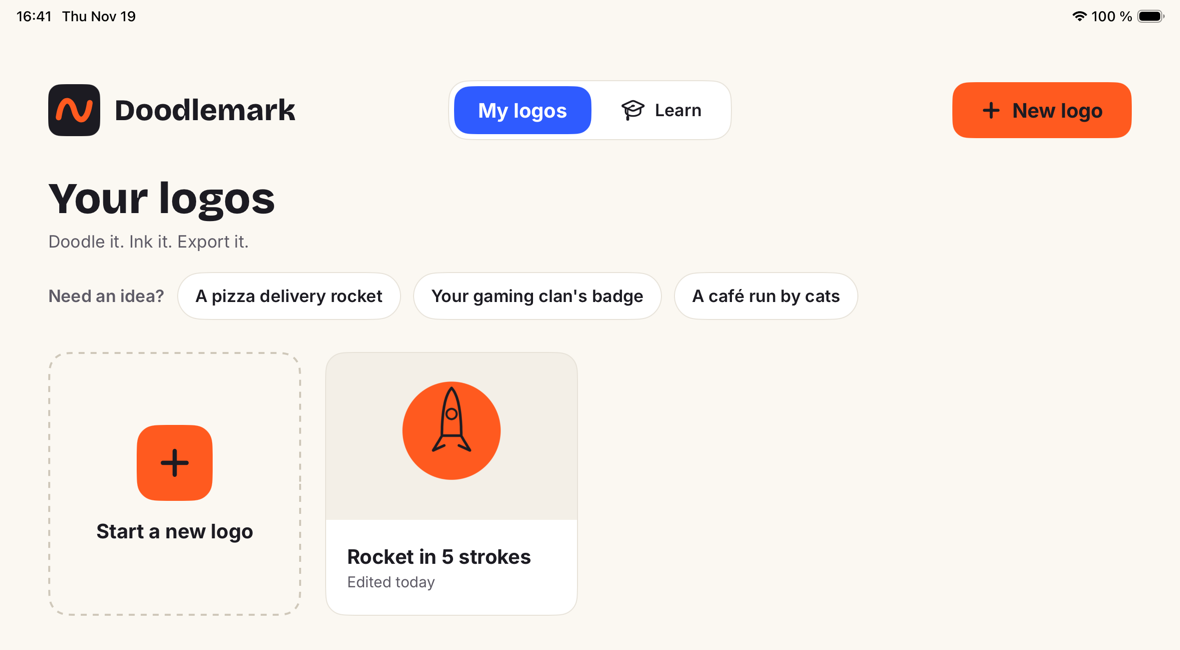 16:41 Thu Nov 19 100 %
Doodlemark
My logos Learn
New logo
Your logos
Doodle it. Ink it. Export it.
Need an idea? A pizza delivery rocket Your gaming clan's badge A café run by cats
Start a new logo
Rocket in 5 strokes
Edited today